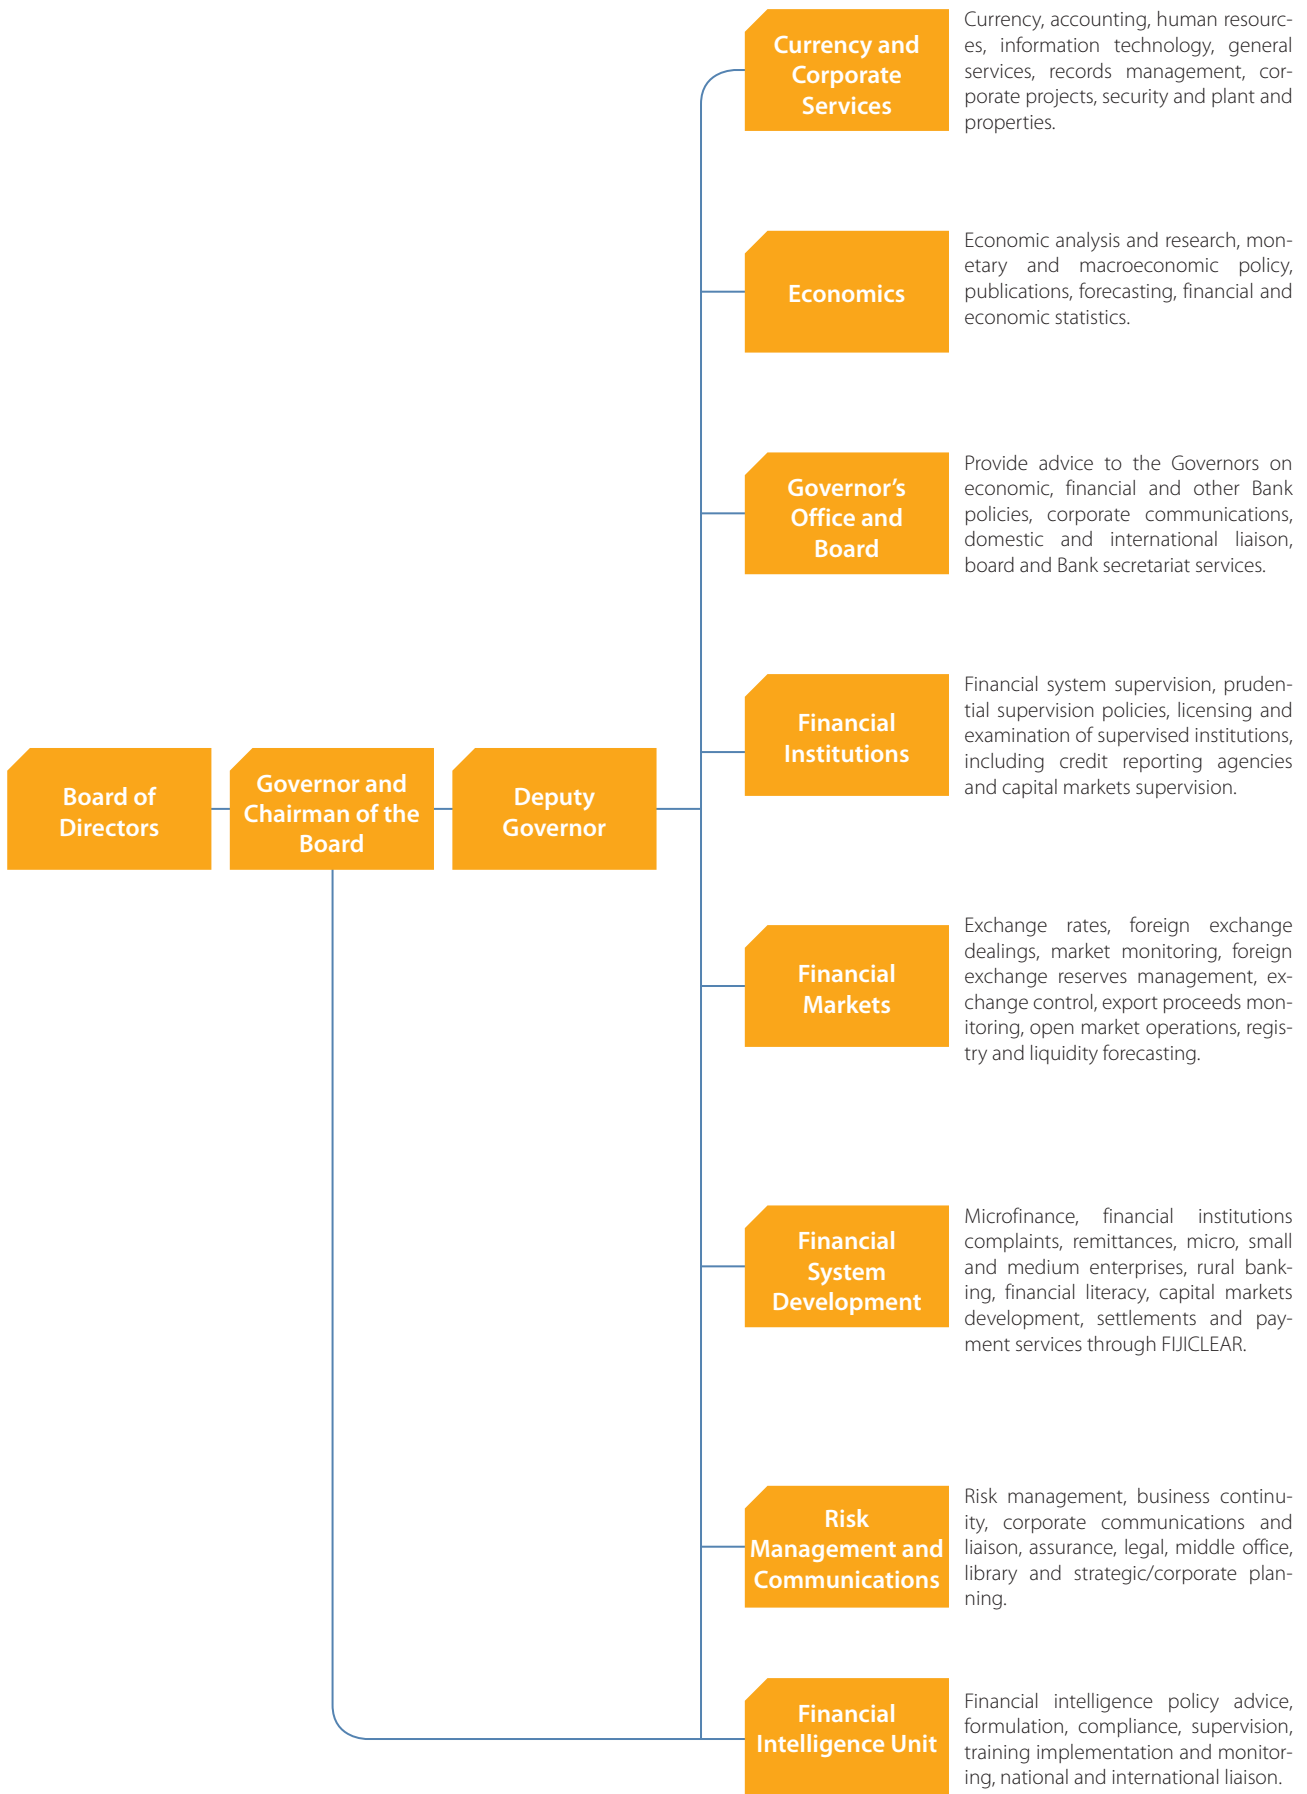 Currency and
Corporate
Services
Currency, accounting, human resourc-
es, information technology, general
services, records management, cor-
porate projects, security and plant and
properties.
Economics
Economic analysis and research, mon-
etary and macroeconomic policy,
publications, forecasting, financial and
economic statistics.
Governor’s
Office and
Board
Provide advice to the Governors on
economic, financial and other Bank
policies, corporate communications,
domestic and international liaison,
board and Bank secretariat services.
Financial
Institutions
Financial system supervision, pruden-
tial supervision policies, licensing and
examination of supervised institutions,
including credit reporting agencies
and capital markets supervision.
Board of
Directors
Governor and
Chairman of the
Board
Deputy
Governor
Financial
Markets
Exchange rates, foreign exchange
dealings, market monitoring, foreign
exchange reserves management, ex-
change control, export proceeds mon-
itoring, open market operations, regis-
try and liquidity forecasting.
Financial
System
Development
Microfinance, financial institutions
complaints, remittances, micro, small
and medium enterprises, rural bank-
ing, financial literacy, capital markets
development, settlements and pay-
ment services through FIJICLEAR.
Risk
Management and
Communications
Risk management, business continu-
ity, corporate communications and
liaison, assurance, legal, middle office,
library and strategic/corporate plan-
ning.
Financial
Intelligence Unit
Financial intelligence policy advice,
formulation, compliance, supervision,
training implementation and monitor-
ing, national and international liaison.